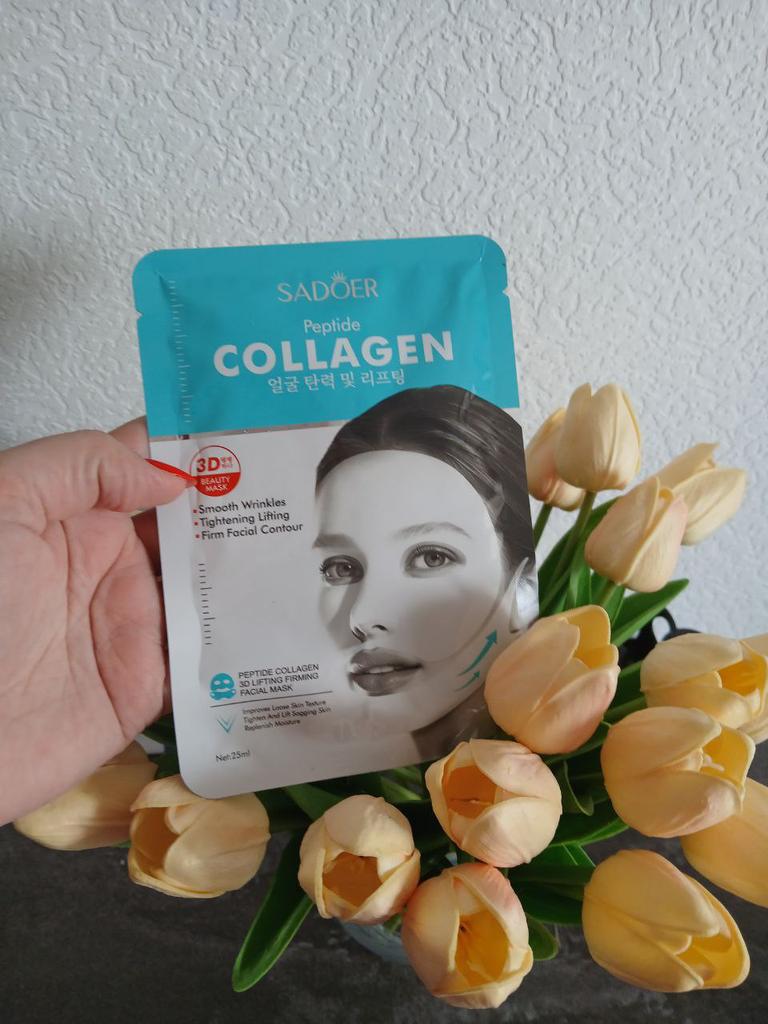 SADOER
Peptide
COLLAGEN
얼굴 탄력 및 리프팅
3D
BEAUTY
MASK
Smooth Wrinkles
Tightening Lifting
Firm Facial Contour
PEPTIDE COLLAGEN
3D LIFTING FIRMING
FACIAL MASK
Improves Loose Skin Texture
Tighten And Lift Sagging Skin
Replenish Moisture
Net:25ml